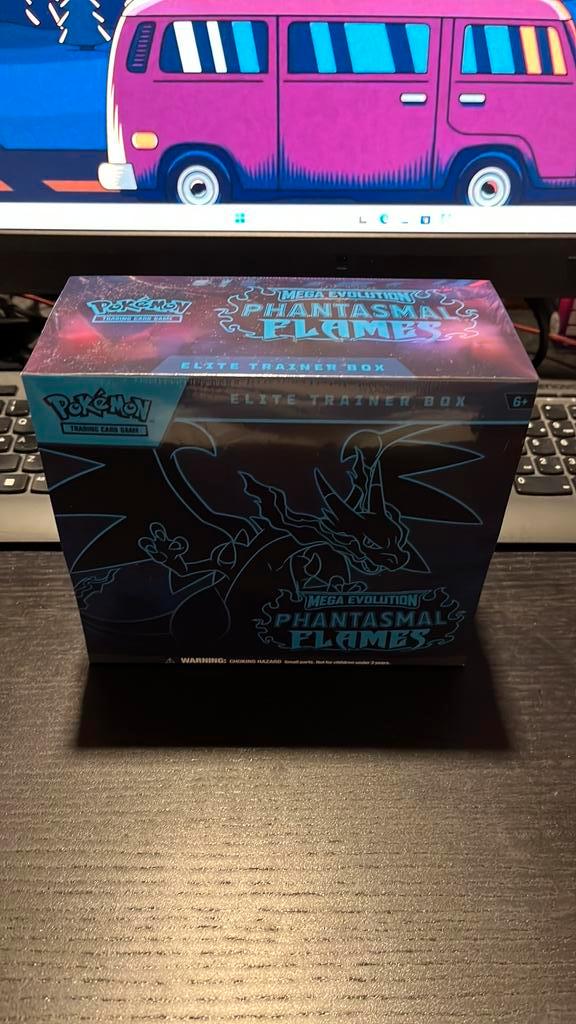 Pokémon
TRADING CARD GAME
MEGA EVOLUTION
PHANTASMAL
FLAMES
ELITE TRAINER BOX
Pokémon
TRADING CARD GAME
ELITE TRAINER BOX
6+
MEGA EVOLUTION
PHANTASMAL
FLAMES
WARNING: CHOKING HAZARD Small parts. Not for children under 3 years.